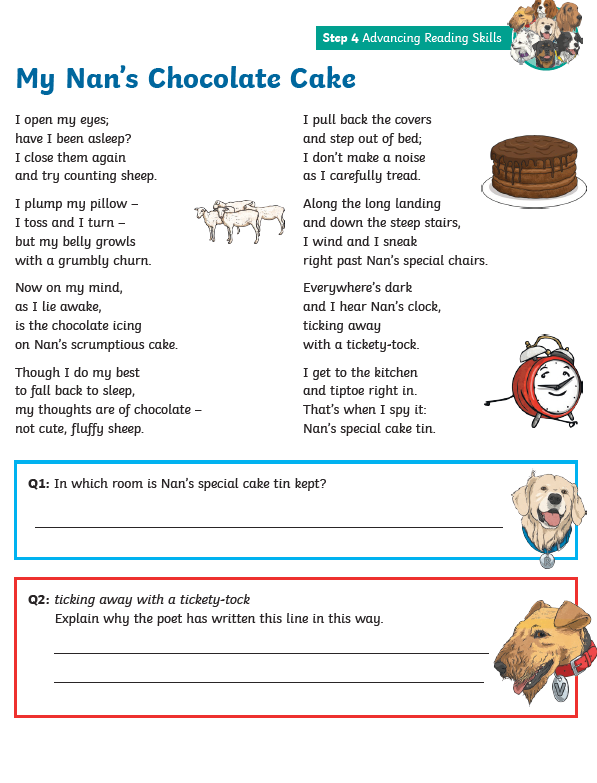 Step 4 Advancing Reading Skills
My Nan's Chocolate Cake
I open my eyes;
have I been asleep?
I close them again
and try counting sheep.
I plump my pillow –
I toss and I turn –
but my belly growls
with a grumbly churn.
Now on my mind,
as I lie awake,
is the chocolate icing
on Nan's scrumptious cake.
Though I do my best
to fall back to sleep,
my thoughts are of chocolate –
not cute, fluffy sheep.
I pull back the covers
and step out of bed;
I don't make a noise
as I carefully tread.
Along the long landing
and down the steep stairs,
I wind and I sneak
right past Nan's special chairs.
Everywhere's dark
and I hear Nan's clock,
ticking away
with a tickety-tock.
I get to the kitchen
and tiptoe right in.
That's when I spy it:
Nan's special cake tin.
Q1: In which room is Nan's special cake tin kept?
Q2: ticking away with a tickety-tock
Explain why the poet has written this line in this way.
V